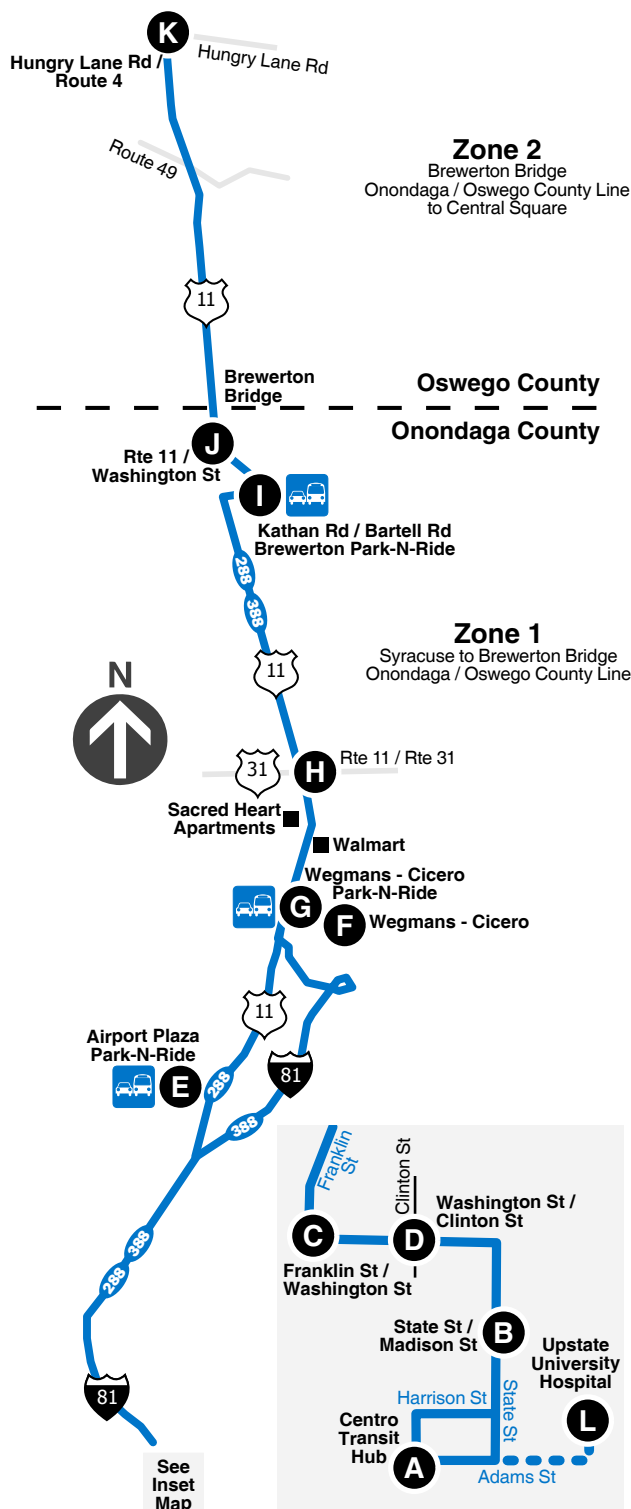 K
Hungry Lane Rd
Hungry Lane Rd /
Route 4
Route 49
Zone 2
Brewerton Bridge
Onondaga / Oswego County Line
to Central Square
11
Brewerton
Bridge
Oswego County
Onondaga County
J
Rte 11 /
Washington St
I
Kathan Rd / Bartell Rd
Brewerton Park-N-Ride
288
388
Zone 1
Syracuse to Brewerton Bridge
Onondaga / Oswego County Line
11
N
31
H
Rte 11 / Rte 31
Sacred Heart
Apartments
Walmart
Wegmans - Cicero
Park-N-Ride
G
F
Wegmans - Cicero
11
Airport Plaza
Park-N-Ride
E
288
81
388
388
288
81
See
Inset
Map
Franklin
St
Clinton St
Washington St /
Clinton St
C
D
Franklin St /
Washington St
State St /
Madison St
B
Upstate
University
Hospital
Harrison St
State St
L
Centro
Transit
Hub
A
Adams St